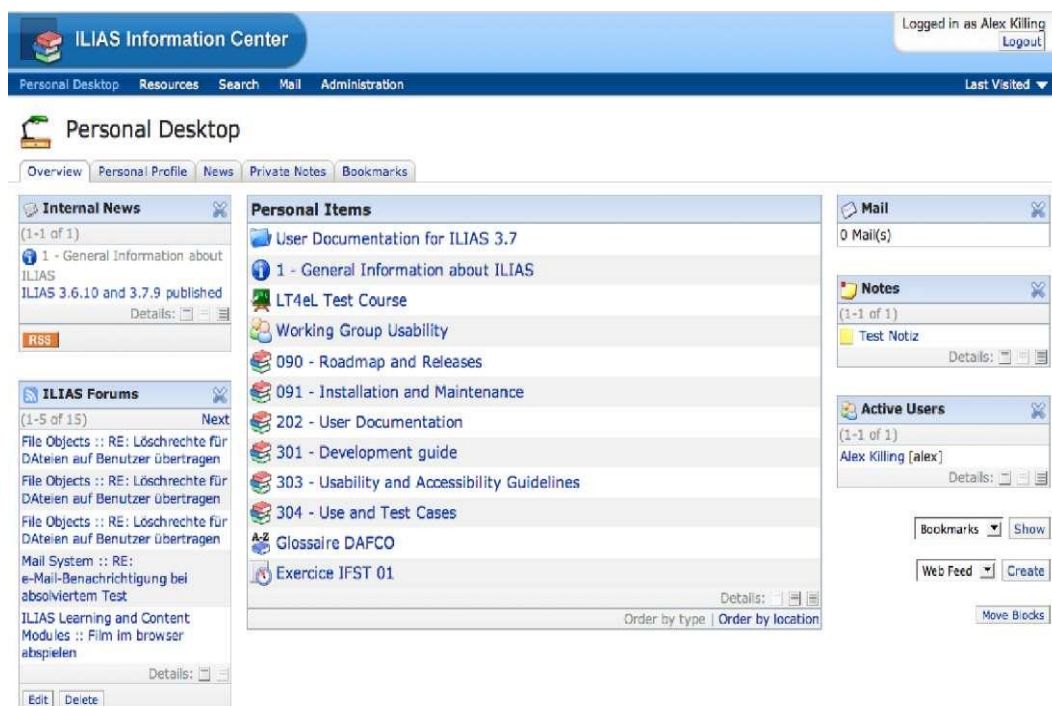 ILIAS Information Center
Logged in as Alex Killing
Logout
Personal Desktop Resources Search Mail Administration
Last Visited
Personal Desktop
Overview Personal Profile News Private Notes Bookmarks
Internal News
(1-1 of 1)
1 - General Information about
ILIAS
ILIAS 3.6.10 and 3.7.9 published
Details:
RSS
ILIAS Forums
(1-5 of 15) Next
File Objects :: RE: Löschrechte für
DAteien auf Benutzer übertragen
File Objects :: RE: Löschrechte für
DAteien auf Benutzer übertragen
File Objects :: RE: Löschrechte für
DAteien auf Benutzer übertragen
Mail System :: RE:
e-Mail-Benachrichtigung bei
absolviertem Test
ILIAS Learning and Content
Modules :: Film im browser
abspielen
Details:
Edit Delete
Personal Items
User Documentation for ILIAS 3.7
1 - General Information about ILIAS
LT4eL Test Course
Working Group Usability
090 - Roadmap and Releases
091 - Installation and Maintenance
202 - User Documentation
301 - Development guide
303 - Usability and Accessibility Guidelines
304 - Use and Test Cases
A-Z Glossaire DAFCO
Exercice IFST 01
Details:
Order by type | Order by location
Mail
0 Mail(s)
Notes
(1-1 of 1)
Test Notiz
Details:
Active Users
(1-1 of 1)
Alex Killing [alex]
Details:
Bookmarks Show
Web Feed Create
Move Blocks